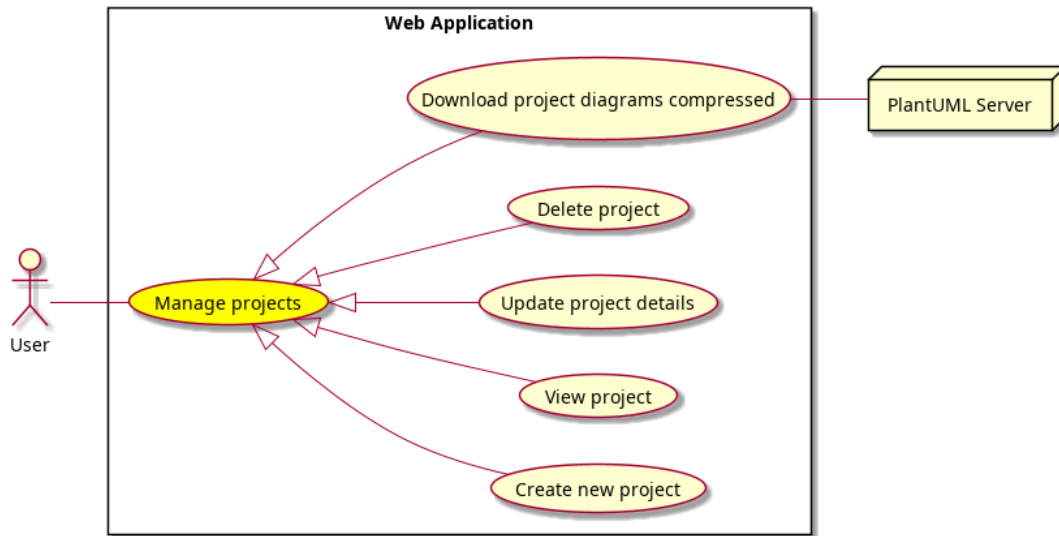 Web Application
Download project diagrams compressed
PlantUML Server
Delete project
Manage projects
Update project details
User
View project
Create new project